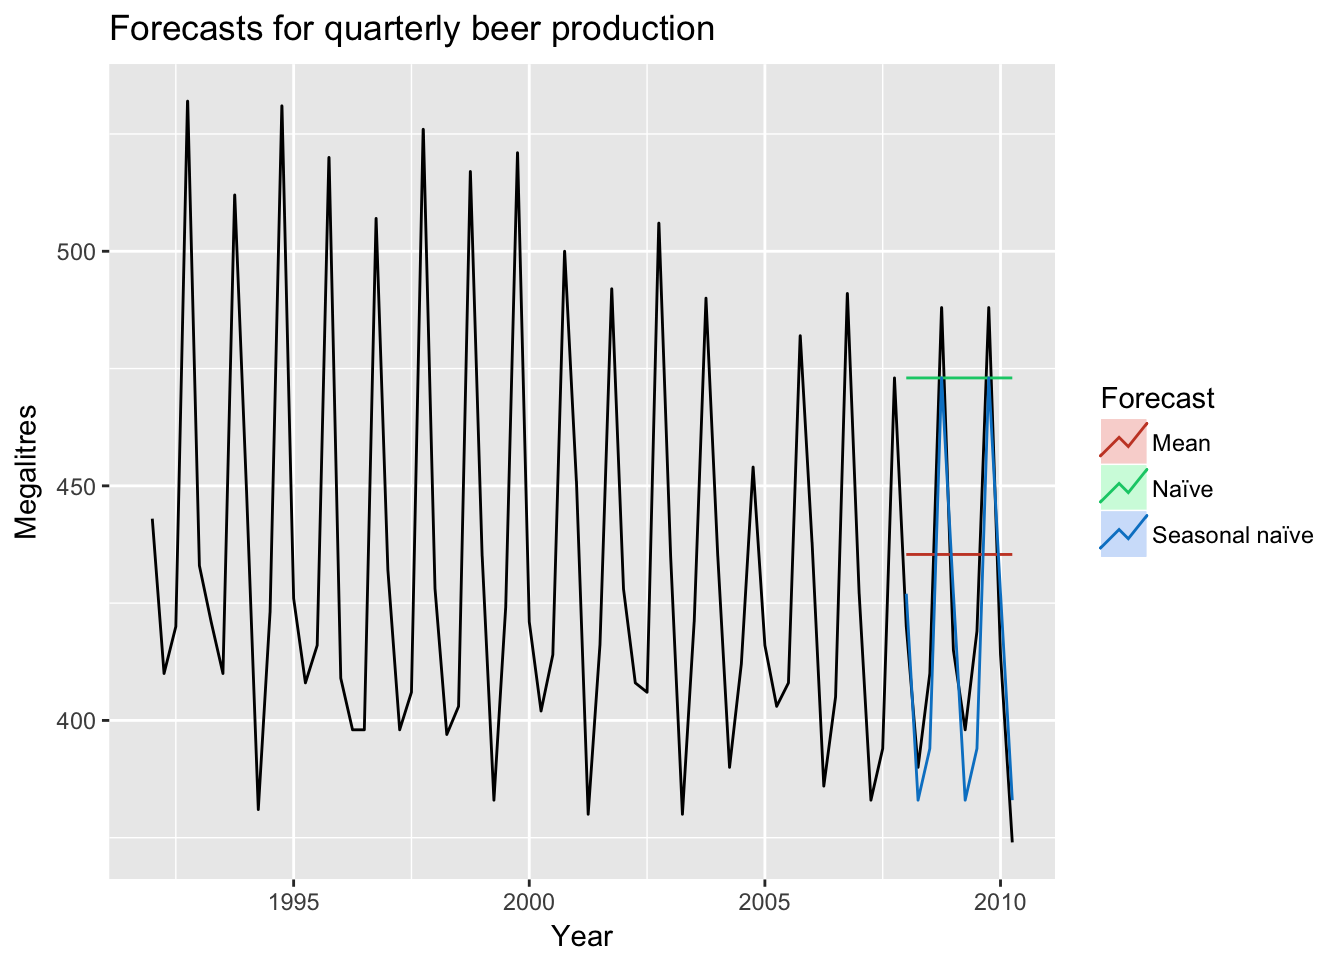 Forecasts for quarterly beer production
Megalitres
500
450
400
1995
2000
2005
2010
Year
Forecast
Mean
Naïve
Seasonal naïve